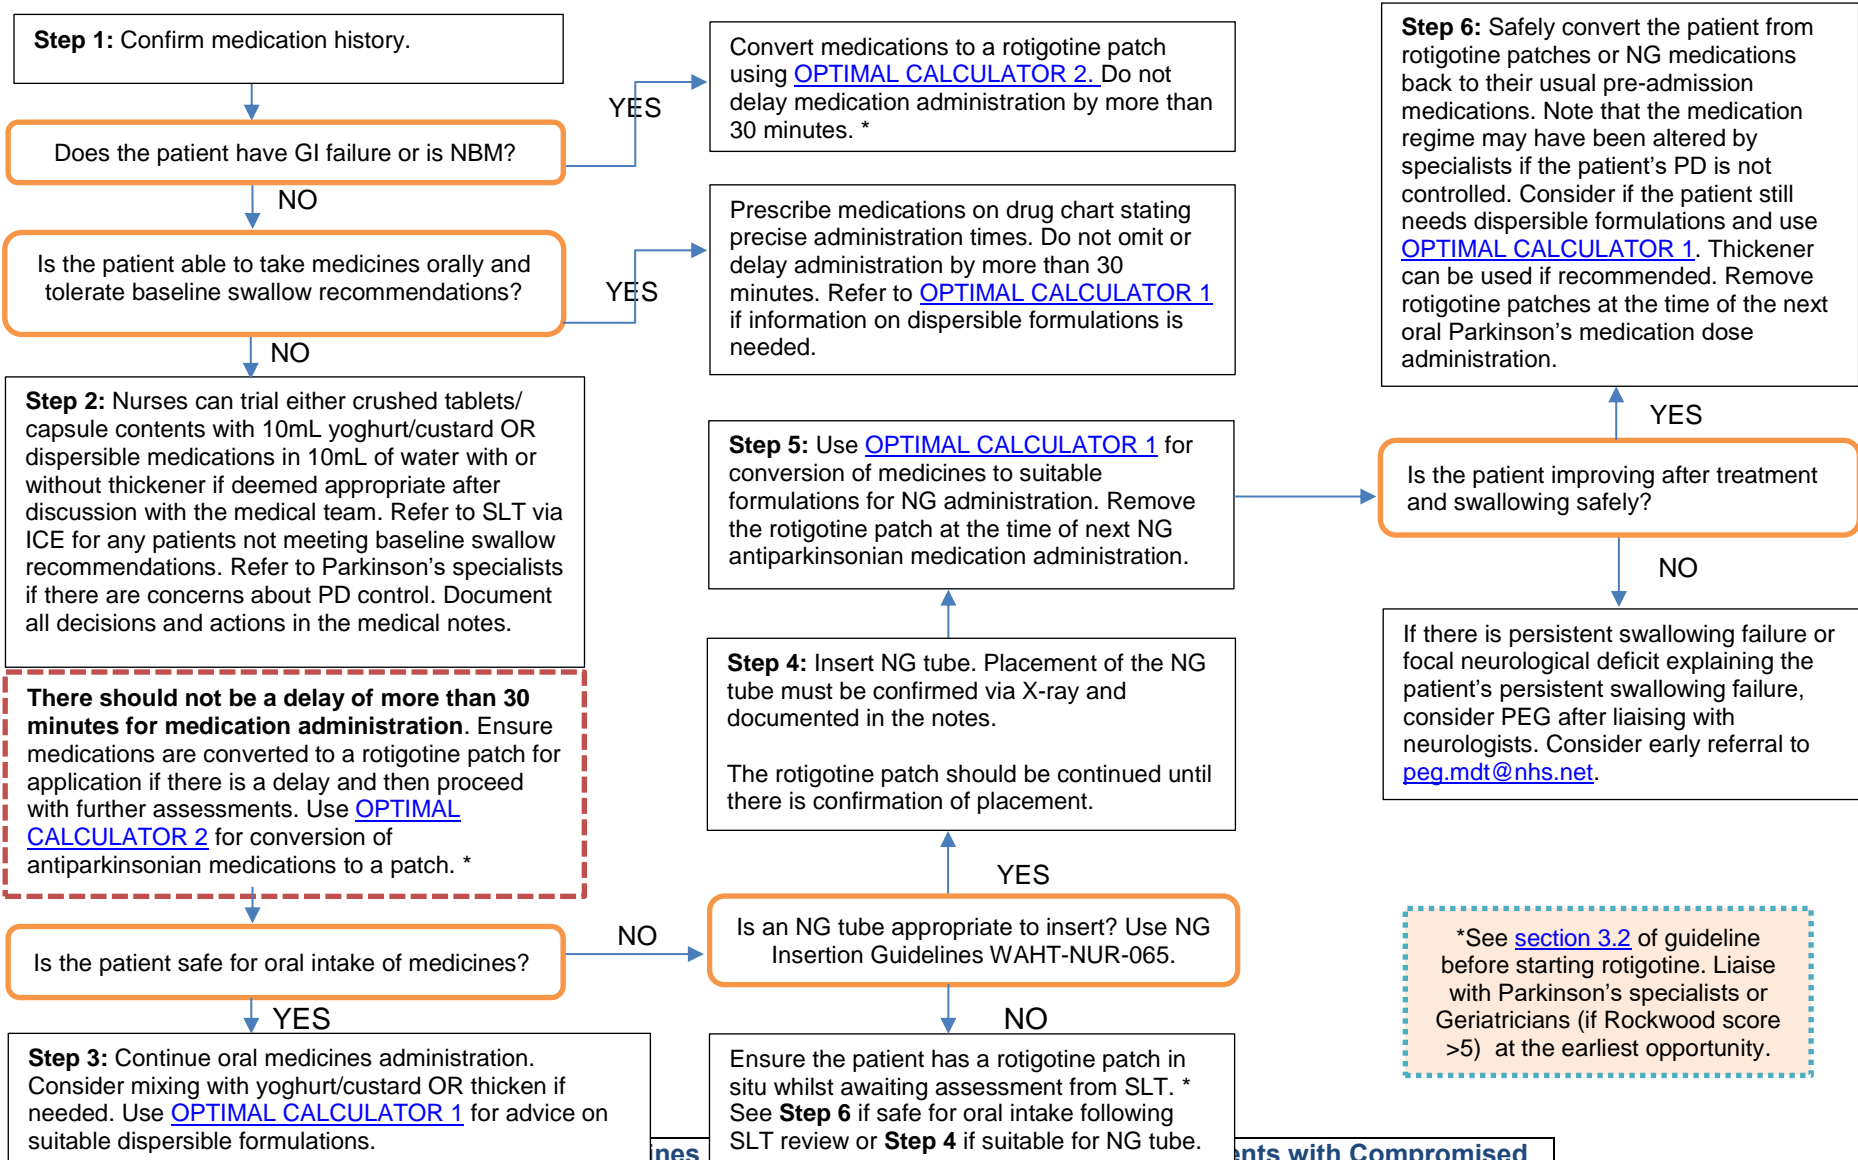 Step 1: Confirm medication history.
Does the patient have GI failure or is NBM?
YES
Convert medications to a rotigotine patch
using OPTIMAL CALCULATOR 2. Do not
delay medication administration by more than
30 minutes. *
NO
Is the patient able to take medicines orally and
tolerate baseline swallow recommendations?
YES
Prescribe medications on drug chart stating
precise administration times. Do not omit or
delay administration by more than 30
minutes. Refer to OPTIMAL CALCULATOR 1
if information on dispersible formulations is
needed.
NO
Step 2: Nurses can trial either crushed tablets/
capsule contents with 10mL yoghurt/custard OR
dispersible medications in 10mL of water with or
without thickener if deemed appropriate after
discussion with the medical team. Refer to SLT via
ICE for any patients not meeting baseline swallow
recommendations. Refer to Parkinson's specialists
if there are concerns about PD control. Document
all decisions and actions in the medical notes.
There should not be a delay of more than 30
minutes for medication administration. Ensure
medications are converted to a rotigotine patch for
application if there is a delay and then proceed
with further assessments. Use OPTIMAL
CALCULATOR 2 for conversion of
antiparkinsonian medications to a patch. *
Is the patient safe for oral intake of medicines?
YES
Step 3: Continue oral medicines administration.
Consider mixing with yoghurt/custard OR thicken if
needed. Use OPTIMAL CALCULATOR 1 for advice on
suitable dispersible formulations.
NO
Is an NG tube appropriate to insert? Use NG
Insertion Guidelines WAHT-NUR-065.
NO
Ensure the patient has a rotigotine patch in
situ whilst awaiting assessment from SLT. *
See Step 6 if safe for oral intake following
SLT review or Step 4 if suitable for NG tube.
YES
Step 4: Insert NG tube. Placement of the NG
tube must be confirmed via X-ray and
documented in the notes.
The rotigotine patch should be continued until
there is confirmation of placement.
Step 5: Use OPTIMAL CALCULATOR 1 for
conversion of medicines to suitable
formulations for NG administration. Remove
the rotigotine patch at the time of next NG
antiparkinsonian medication administration.
Is the patient improving after treatment
and swallowing safely?
YES
Step 6: Safely convert the patient from
rotigotine patches or NG medications
back to their usual pre-admission
medications. Note that the medication
regime may have been altered by
specialists if the patient's PD is not
controlled. Consider if the patient still
needs dispersible formulations and use
OPTIMAL CALCULATOR 1. Thickener
can be used if recommended. Remove
rotigotine patches at the time of the next
oral Parkinson's medication dose
administration.
NO
If there is persistent swallowing failure or
focal neurological deficit explaining the
patient's persistent swallowing failure,
consider PEG after liaising with
neurologists. Consider early referral to
peg.mdt@nhs.net.
*See section 3.2 of guideline
before starting rotigotine. Liaise
with Parkinson's specialists or
Geriatricians (if Rockwood score
>5) at the earliest opportunity.
with Compromised